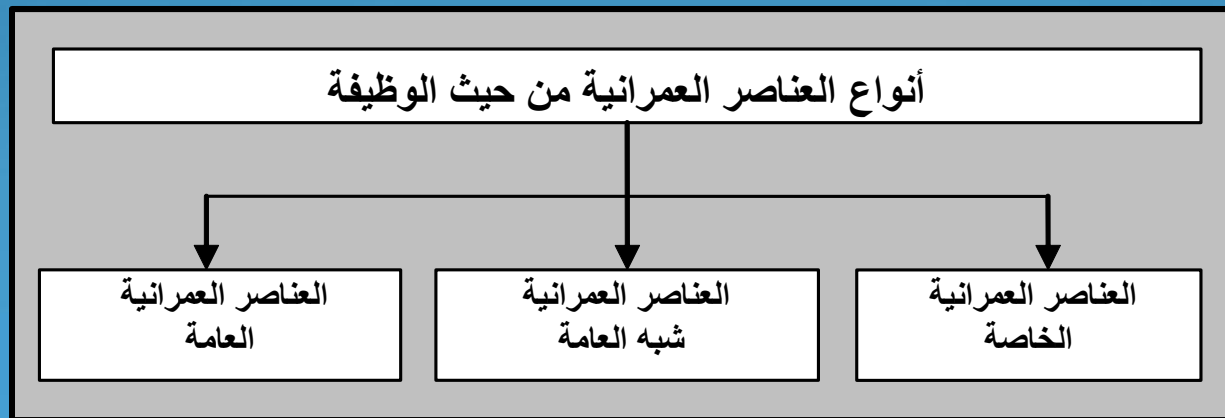 أنواع العناصر العمرانية من حيث الوظيفة
العناصر العمرانية
الخاصة
العناصر العمرانية
شبه العامة
العناصر العمرانية
العامة